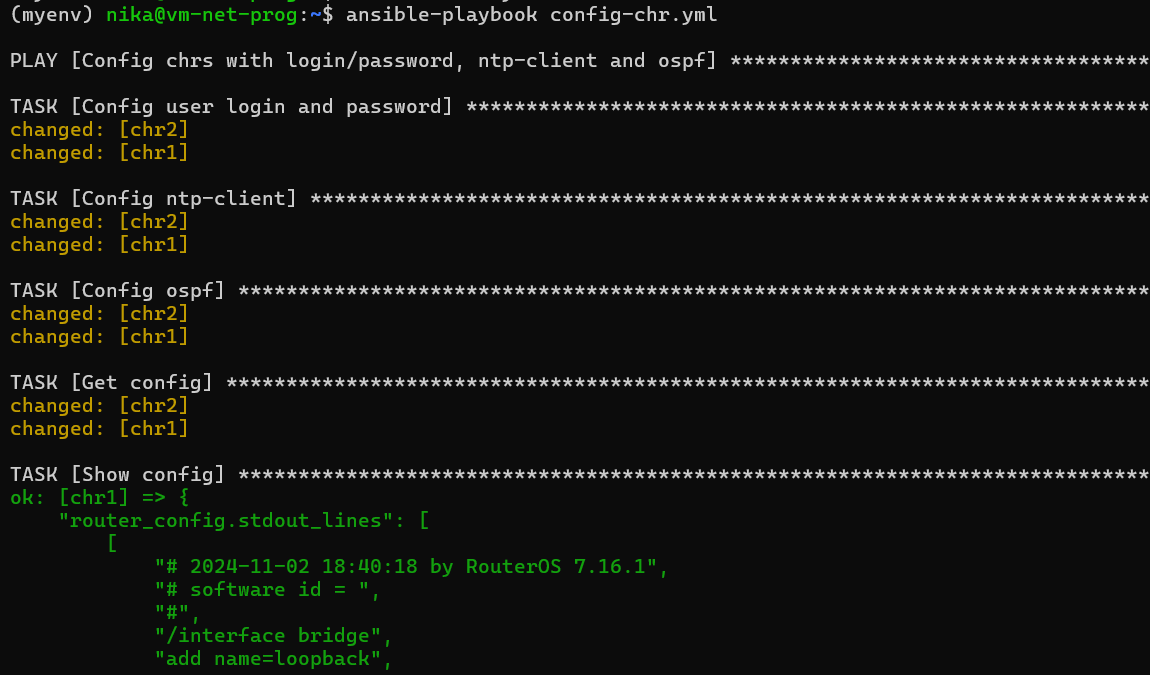 (myenv) nika@vm-net-prog:~$ ansible-playbook config-chr.yml
PLAY [Config chrs with login/password, ntp-client and ospf] ***********************************
TASK [Config user login and password] *********************************************************
changed: [chr2]
changed: [chr1]
TASK [Config ntp-client] **********************************************************************
changed: [chr2]
changed: [chr1]
TASK [Config ospf] ****************************************************************************
changed: [chr2]
changed: [chr1]
TASK [Get config] *****************************************************************************
changed: [chr2]
changed: [chr1]
TASK [Show config] ****************************************************************************
ok: [chr1] => {
    "router_config.stdout_lines": [
        [
            "# 2024-11-02 18:40:18 by RouterOS 7.16.1",
            "# software id = ",
            "#",
            "/interface bridge",
            "add name=loopback",